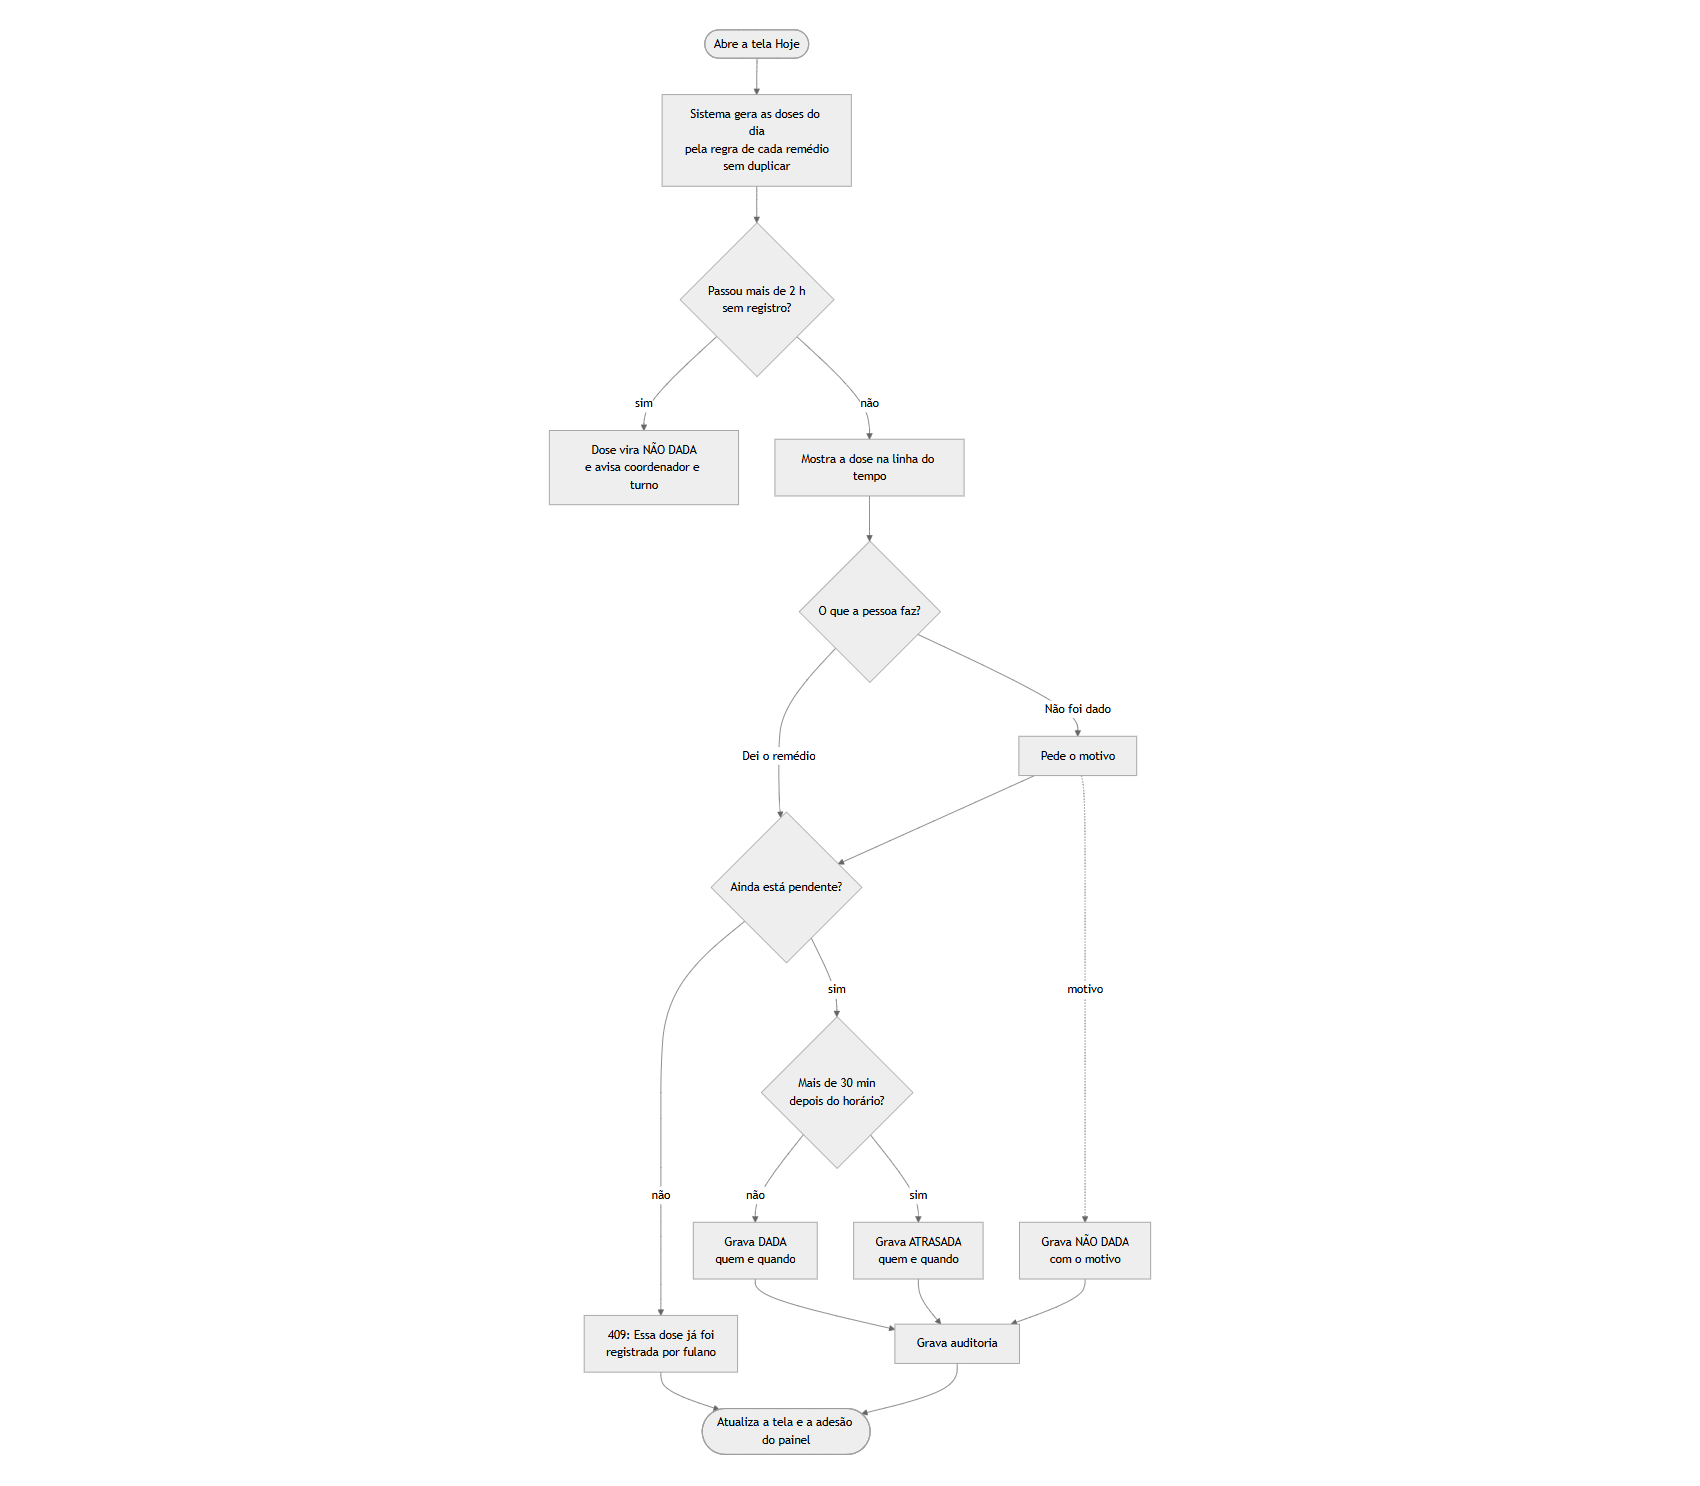 Abre a tela Hoje
Sistema gera as doses do
dia
pela regra de cada remédio
sem duplicar
Passou mais de 2 h
sem registro?
sim
não
Dose vira NÃO DADA
e avisa coordenador e
turno
Mostra a dose na linha do
tempo
O que a pessoa faz?
Não foi dado
Dei o remédio
Pede o motivo
Ainda está pendente?
sim
motivo
Mais de 30 min
depois do horário?
não
não
sim
Grava DADA
quem e quando
Grava ATRASADA
quem e quando
Grava NÃO DADA
com o motivo
409: Essa dose já foi
registrada por fulano
Grava auditoria
Atualiza a tela e a adesão
do painel